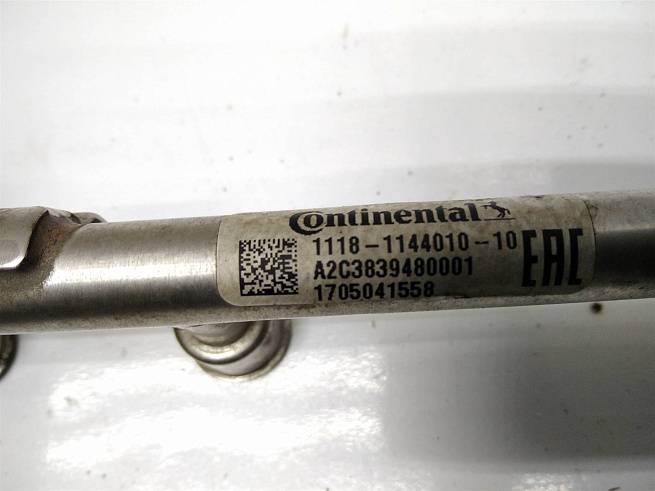 Continental
1118-1144010-10
A2C3839480001
1705041558
EAC